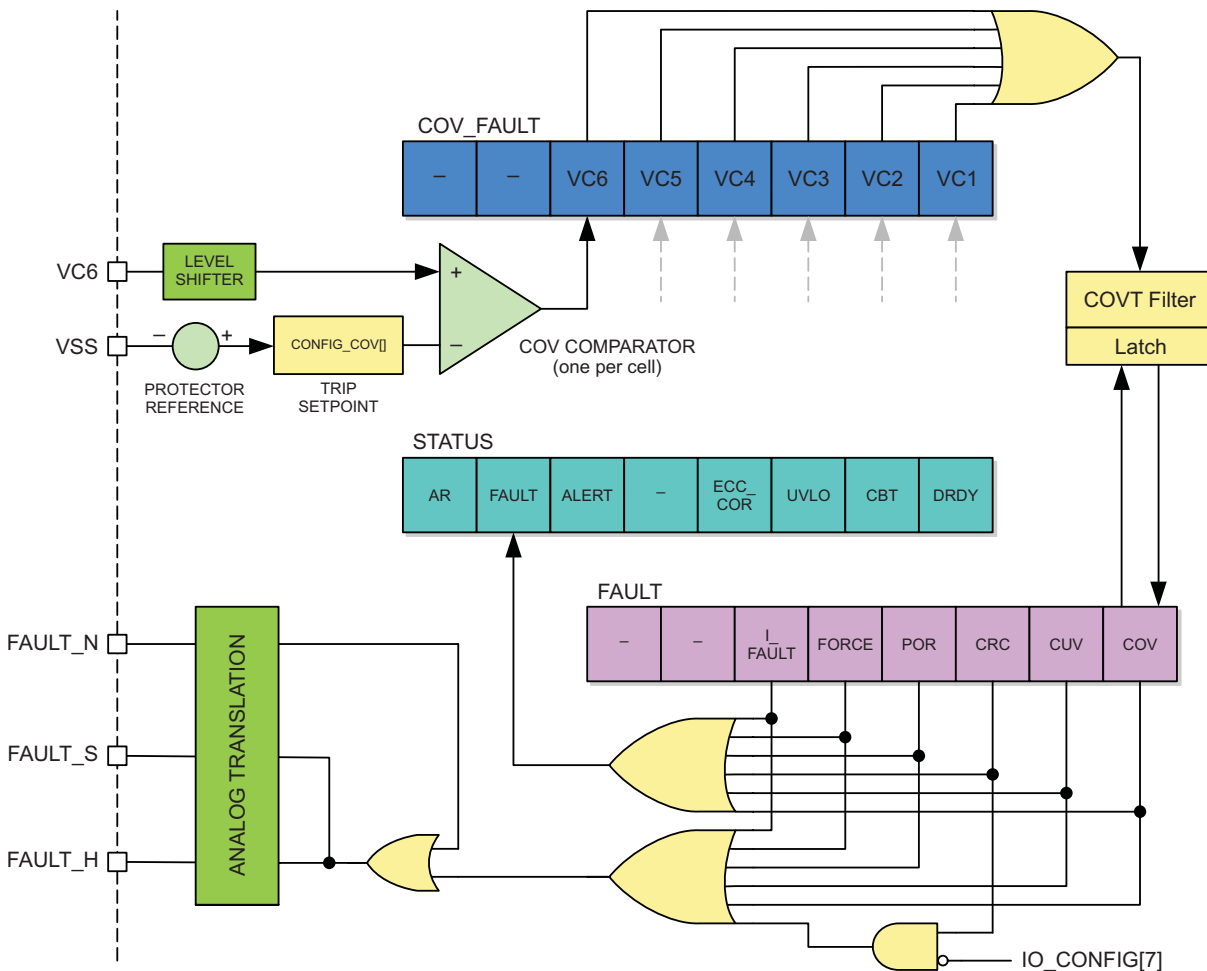 COV_FAULT
– – VC6 VC5 VC4 VC3 VC2 VC1
VC6
LEVEL
SHIFTER
+
–
VSS
– +
CONFIG_COV[]
PROTECTOR
REFERENCE
TRIP
SETPOINT
COV COMPARATOR
(one per cell)
COVT Filter
Latch
STATUS
AR FAULT ALERT – ECC_
COR UVLO CBT DRDY
FAULT
– – I_
FAULT FORCE POR CRC CUV COV
FAULT_N
FAULT_S
FAULT_H
ANALOG TRANSLATION
IO_CONFIG[7]